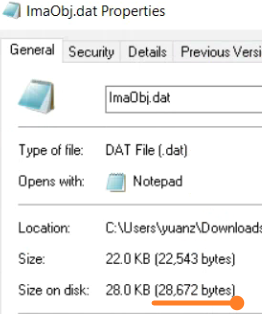 ImaObj.dat Properties
General Security Details Previous Versi
ImaObj.dat
Type of file: DAT File (.dat)
Opens with: Notepad
Location: C:\Users\yuanz\Downloads
Size: 22.0 KB (22,543 bytes)
Size on disk: 28.0 KB (28,672 bytes)